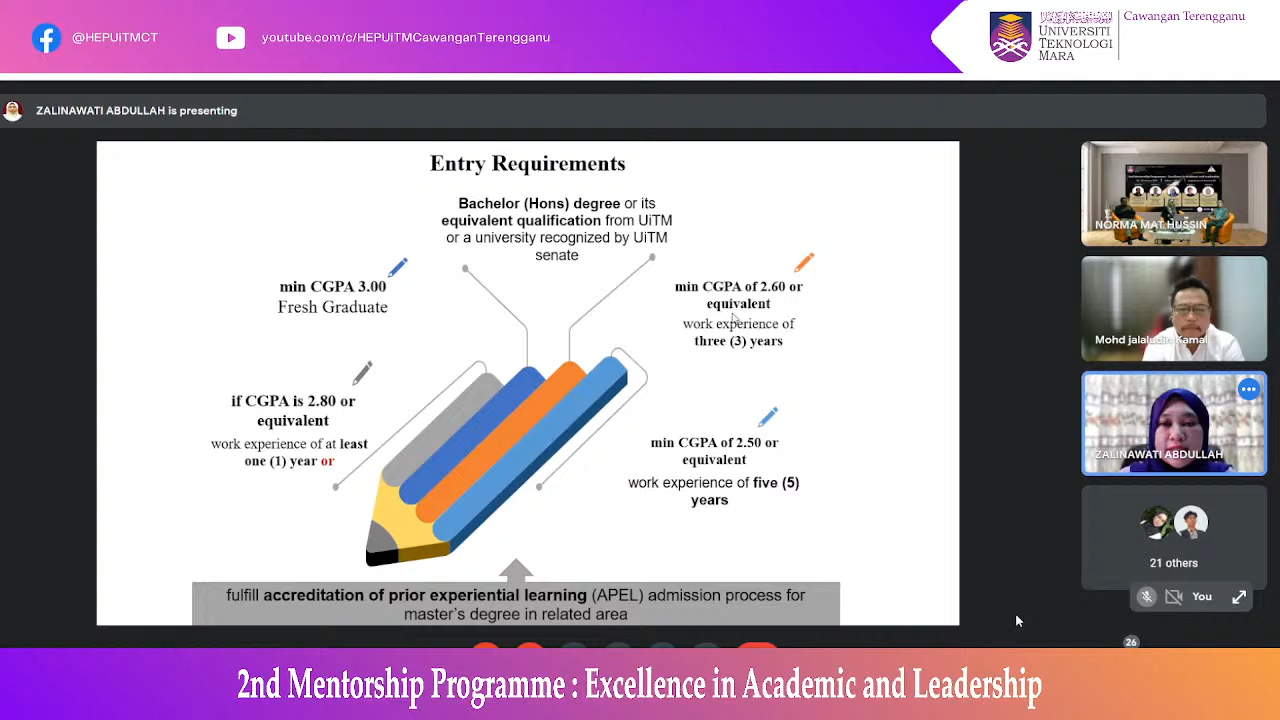 @HEPUiTMCT
youtube.com/c/HEPUiTMCawanganTerengganu
UNIVERSITI
TEKNOLOGI
MARA
Cawangan Terengganu
ZALINAWATI ABDULLAH is presenting
Entry Requirements
Bachelor (Hons) degree or its
equivalent qualification from UiTM
or a university recognized by UiTM
senate
min CGPA 3.00
Fresh Graduate
min CGPA of 2.60 or
equivalent
work experience of
three (3) years
if CGPA is 2.80 or
equivalent
work experience of at least
one (1) year or
min CGPA of 2.50 or
equivalent
work experience of five (5)
years
fulfill accreditation of prior experiential learning (APEL) admission process for
master's degree in related area
NORMA MAT HUSSIN
Mohd jalaludin Kamal
ZALINAWATI ABDULLAH
21 others
You
26
2nd Mentorship Programme : Excellence in Academic and Leadership